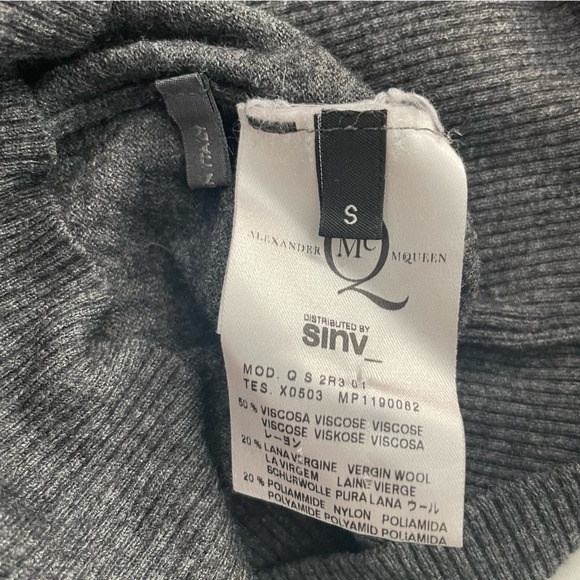 N ITALY
S
ALEXANDER McQ MQUEEN
DISTRIBUTED BY
sinv_
MOD. Q S 2R3 01
TES. X0503 MP1190082
60 % VISCOSA VISCOSE VISCOSE
VISCOSE VISKOSE VISCOSA
レーヨン
20 % LANA VERGINE VERGIN WOOL
LA VIRGEM LAINE VIERGE
SCHURWOLLE PURA LANA ウール
20 % POLIAMMIDE NYLON POLIAMIDA
POLYAMIDE POLYAMID POLIAMIDA